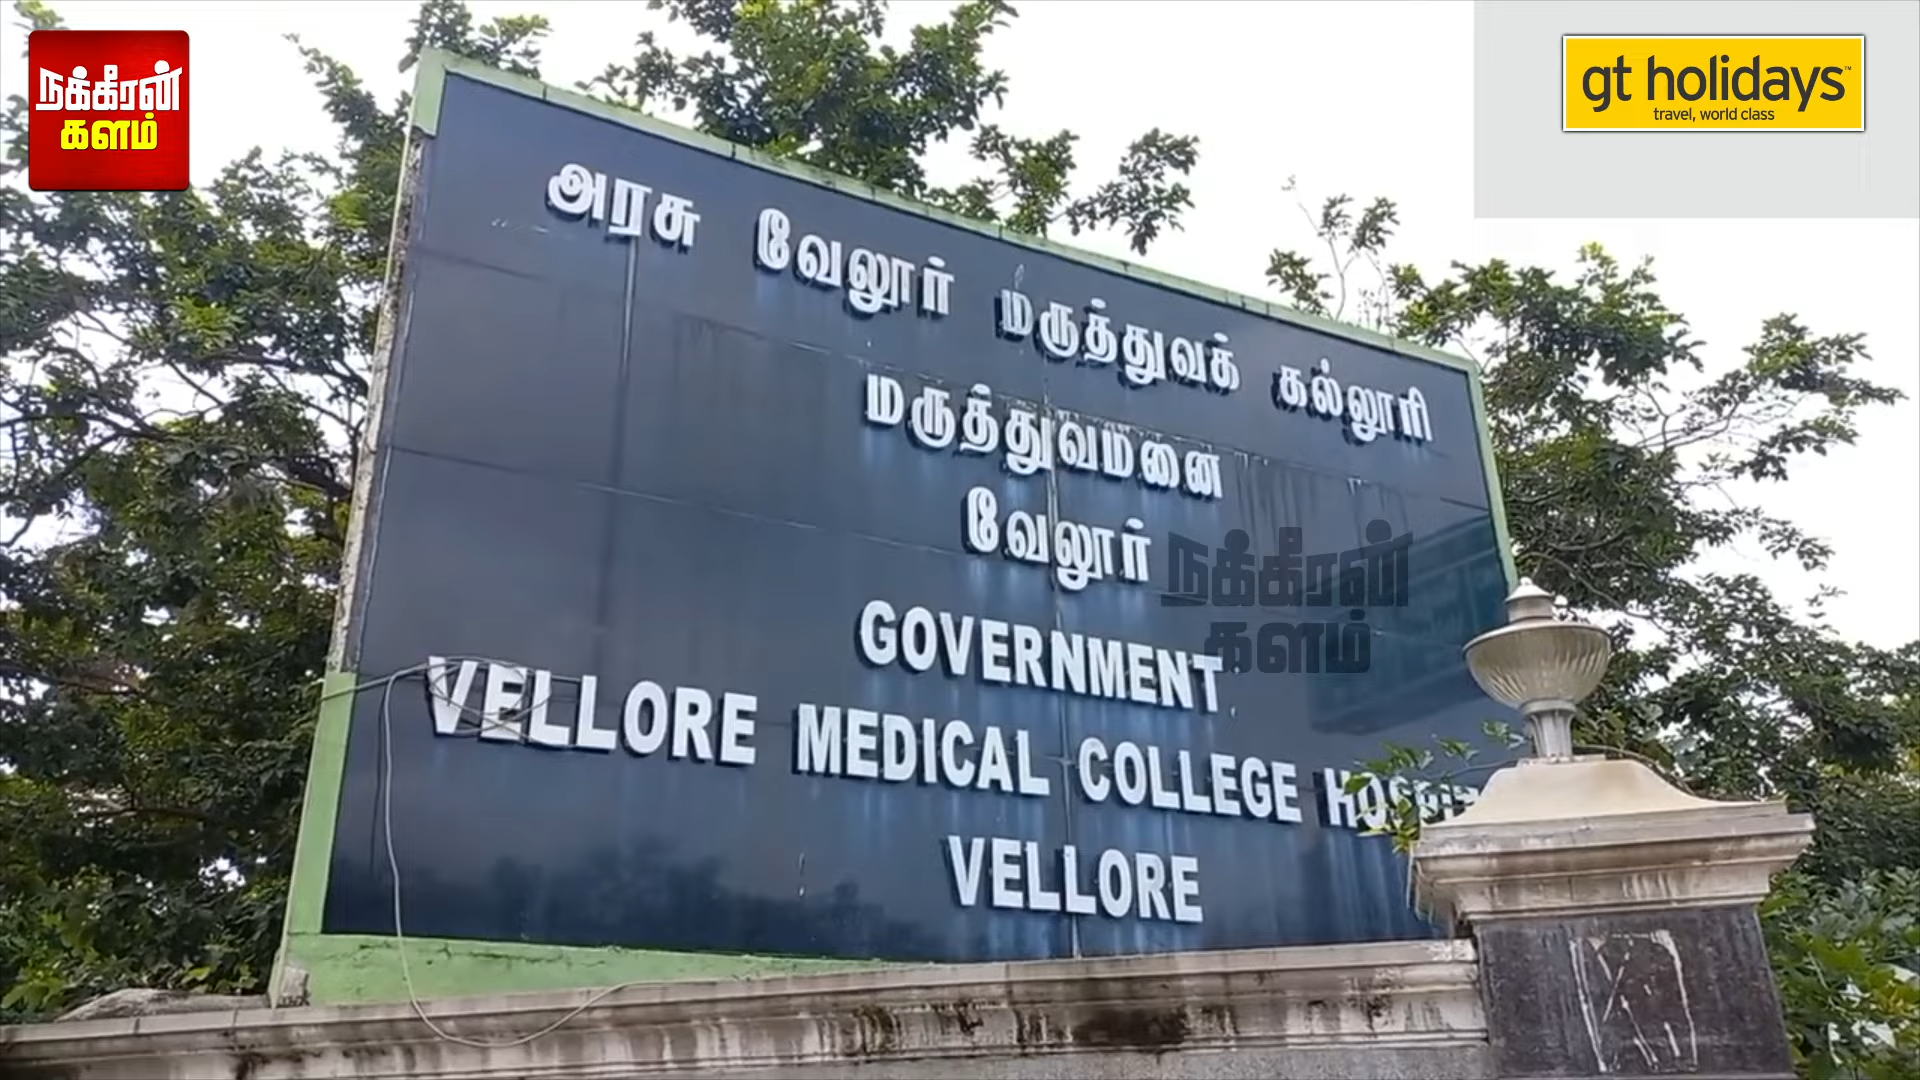 நக்கீரன்
களம்
gt holidays™
travel, world class
அரசு வேலூர் மருத்துவக் கல்லூரி
மருத்துவமனை
வேலூர்
நக்கீரன்
களம்
GOVERNMENT
VELLORE MEDICAL COLLEGE
VELLORE